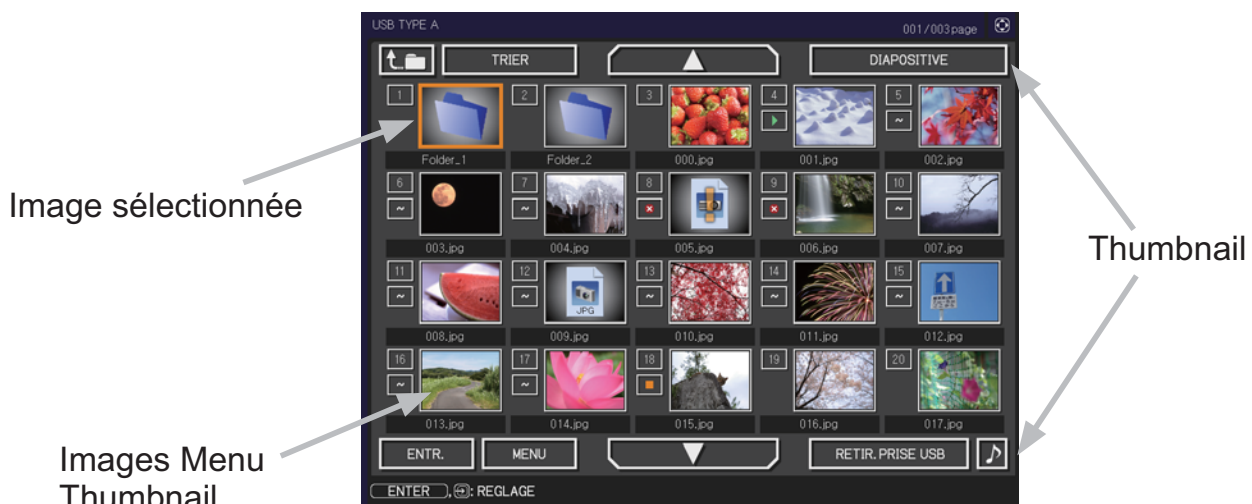 USB TYPE A
001/003page
TRIER
DIAPOSITIVE
1 2 3 4 5
Folder_1 Folder_2 000.jpg 001.jpg 002.jpg
Image sélectionnée
6 7 8 9 10
003.jpg 004.jpg 005.jpg 006.jpg 007.jpg
Thumbnail
11 12 13 14 15
JPG
008.jpg 009.jpg 010.jpg 011.jpg 012.jpg
16 17 18 19 20
013.jpg 014.jpg 015.jpg 016.jpg 017.jpg
Images Menu
Thumbnail
ENTR. MENU RETIR. PRISE USB
ENTER , : REGLAGE